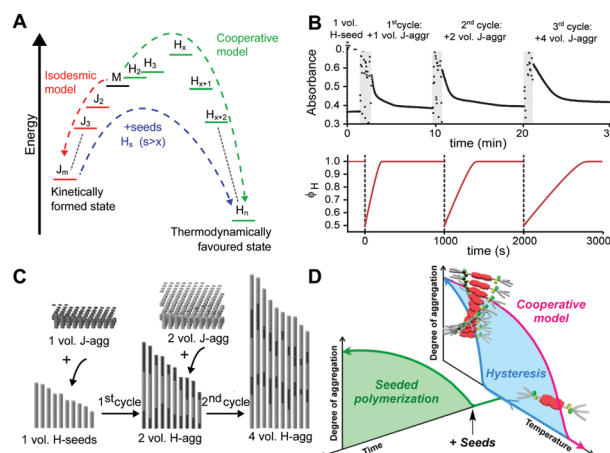 A
Cooperative
model
Isodesmic
model
M
H2
H3
Hx
J2
J3
Jm
Hx+1
Hx+2
Hn
+seeds
Hs (s>x)
Energy
Kinetically
formed state
Thermodynamically
favoured state
B
1 vol.
H-seed
1st cycle:
+1 vol. J-aggr
2nd cycle:
+2 vol. J-aggr
3rd cycle:
+4 vol. J-aggr
Absorbance
0.7
0.6
0.5
0.4
0.3
0
10
20
30
time (min)
ϕH
1.0
0.9
0.8
0.7
0.6
0.5
0
1000
2000
3000
time (s)
C
1 vol. J-agg
2 vol. J-agg
+
+
1st cycle
2nd cycle
1 vol. H-seeds
2 vol. H-agg
4 vol. H-agg
D
Degree of aggregation
Cooperative
model
Hysteresis
Temperature
Degree of aggregation
Seeded
polymerization
Time
+ Seeds